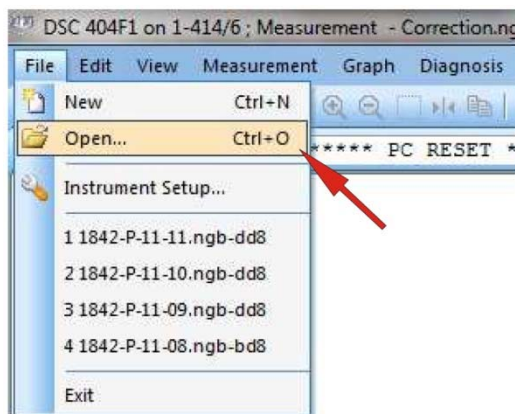 DSC 404F1 on 1-414/6 ; Measurement - Correction.ng
File Edit View Measurement Graph Diagnosis
New Ctrl+N
Open... Ctrl+O
***** PC RESET *
Instrument Setup...
1 1842-P-11-11.ngb-dd8
2 1842-P-11-10.ngb-dd8
3 1842-P-11-09.ngb-dd8
4 1842-P-11-08.ngb-bd8
Exit